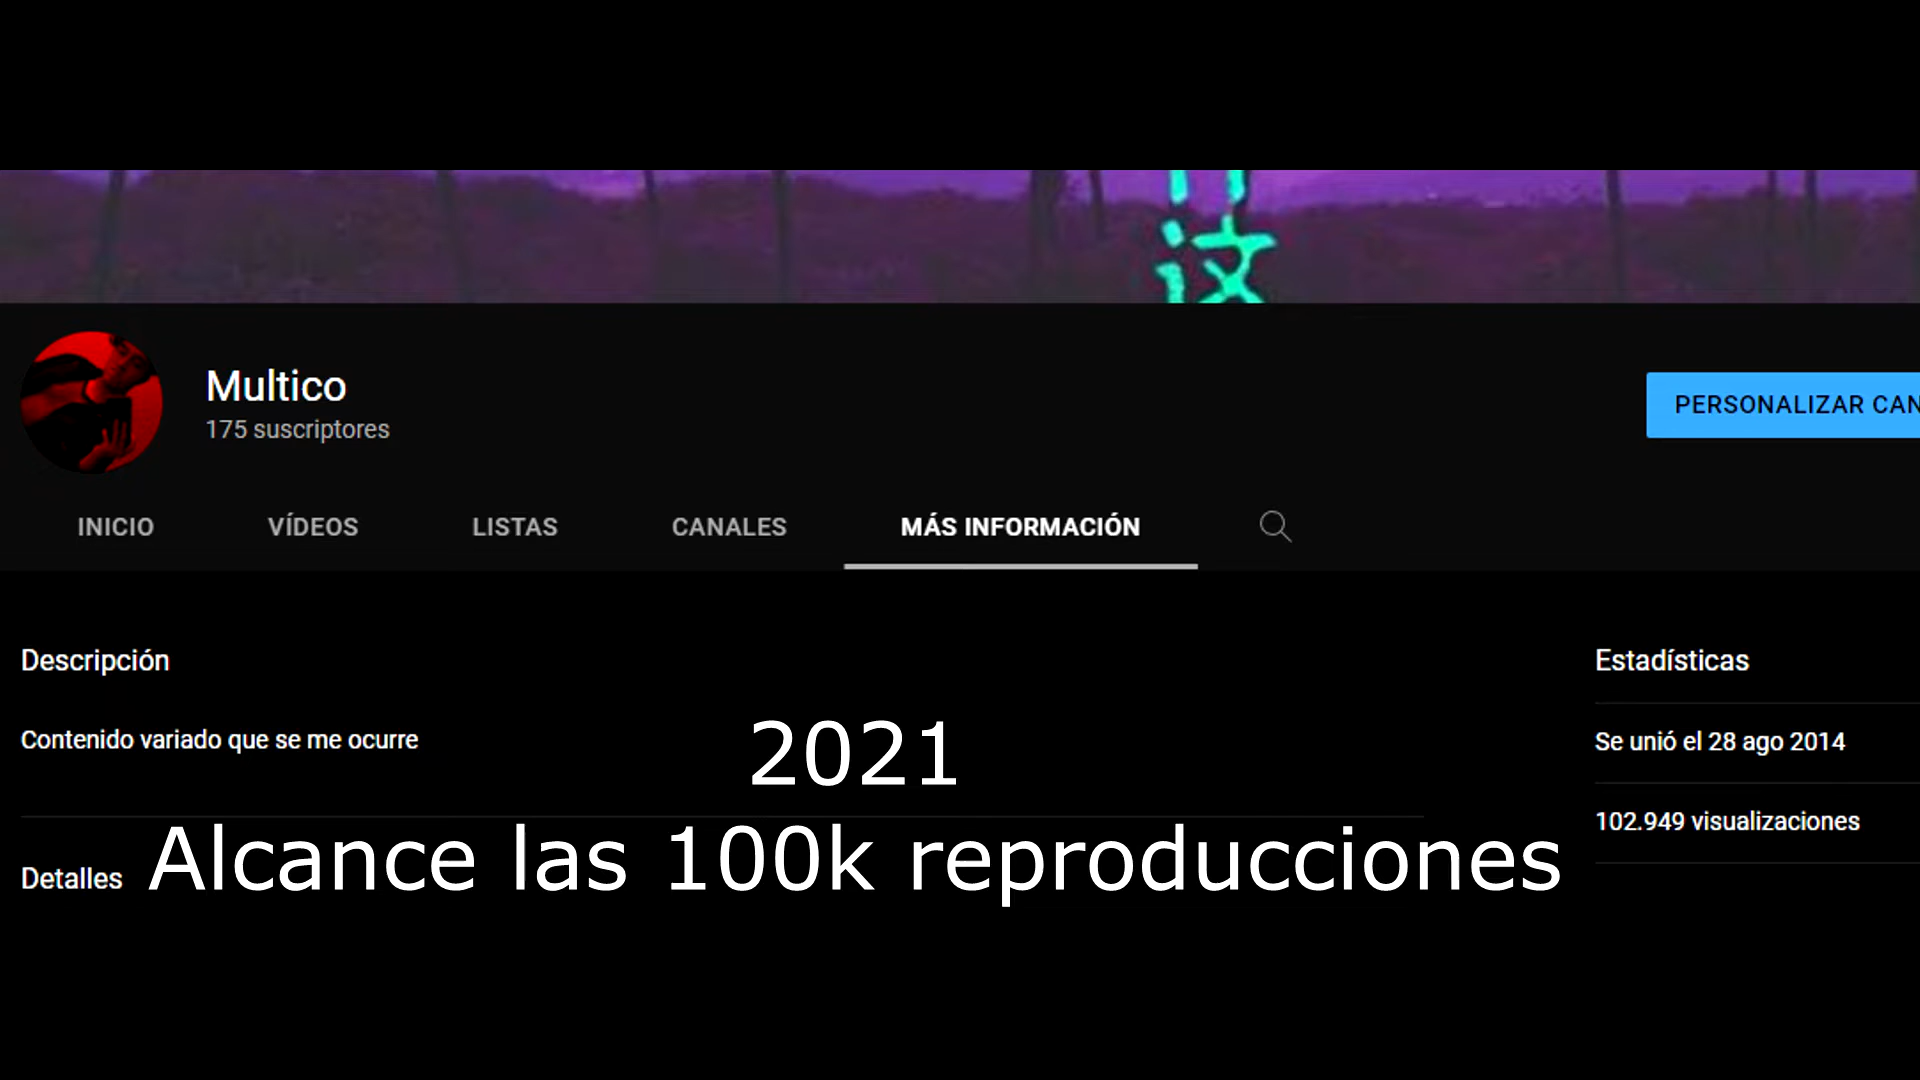 这
Multico
175 suscriptores
PERSONALIZAR CAN
INICIO
VÍDEOS
LISTAS
CANALES
MÁS INFORMACIÓN
Descripción
Contenido variado que se me ocurre
Estadísticas
Se unió el 28 ago 2014
102.949 visualizaciones
2021
Alcance las 100k reproducciones
Detalles